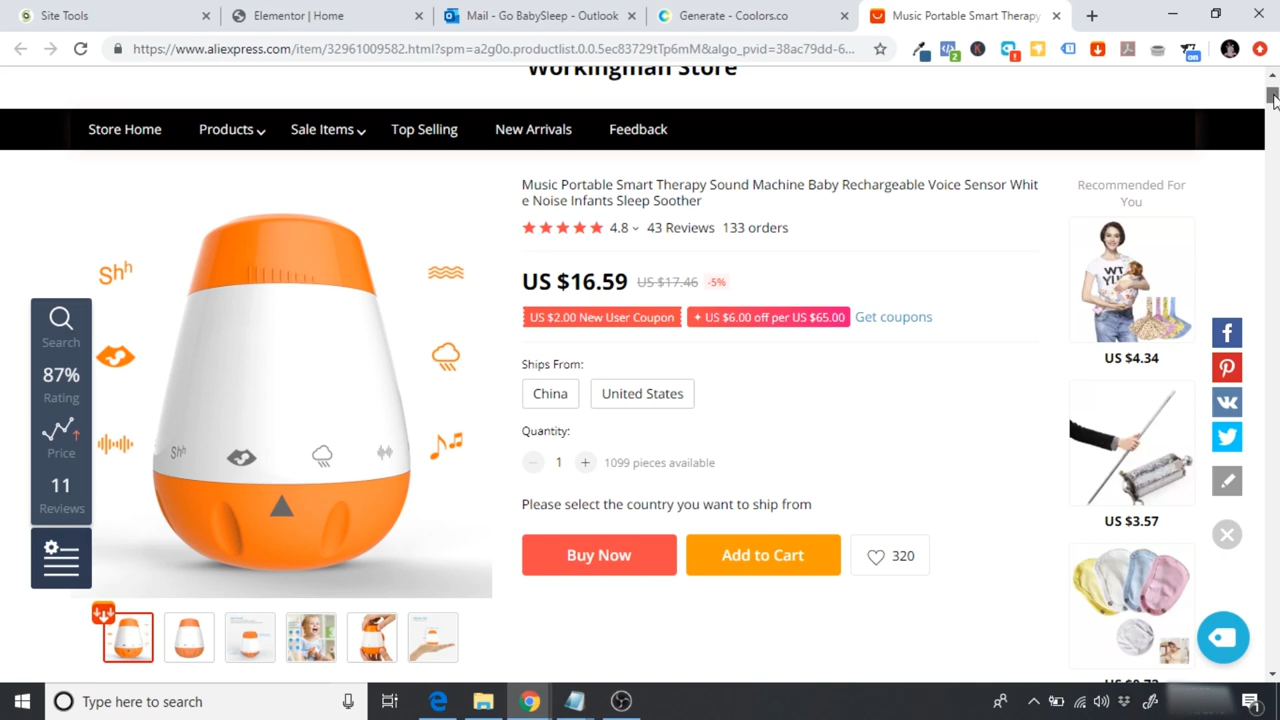 Site Tools
Elementor | Home
Mail - Go BabySleep - Outlook
Generate - Coolors.co
Music Portable Smart Therapy
https://www.aliexpress.com/item/32961009582.html?spm=a2g0o.productlist.0.0.5ec83729tTp6mM&algo_pvid=38ac79dd-6...
2
on
Workingman Store
Store Home
Products
Sale Items
Top Selling
New Arrivals
Feedback
Music Portable Smart Therapy Sound Machine Baby Rechargeable Voice Sensor Whit
e Noise Infants Sleep Soother
4.8
43 Reviews
133 orders
US $16.59
US $17.46
-5%
US $2.00 New User Coupon
+ US $6.00 off per US $65.00
Get coupons
Ships From:
China
United States
Quantity:
1
1099 pieces available
Please select the country you want to ship from
Buy Now
Add to Cart
320
Recommended For
You
US $4.34
US $3.57
Shh
Shh
Search
87%
Rating
Price
11
Reviews
Type here to search
1